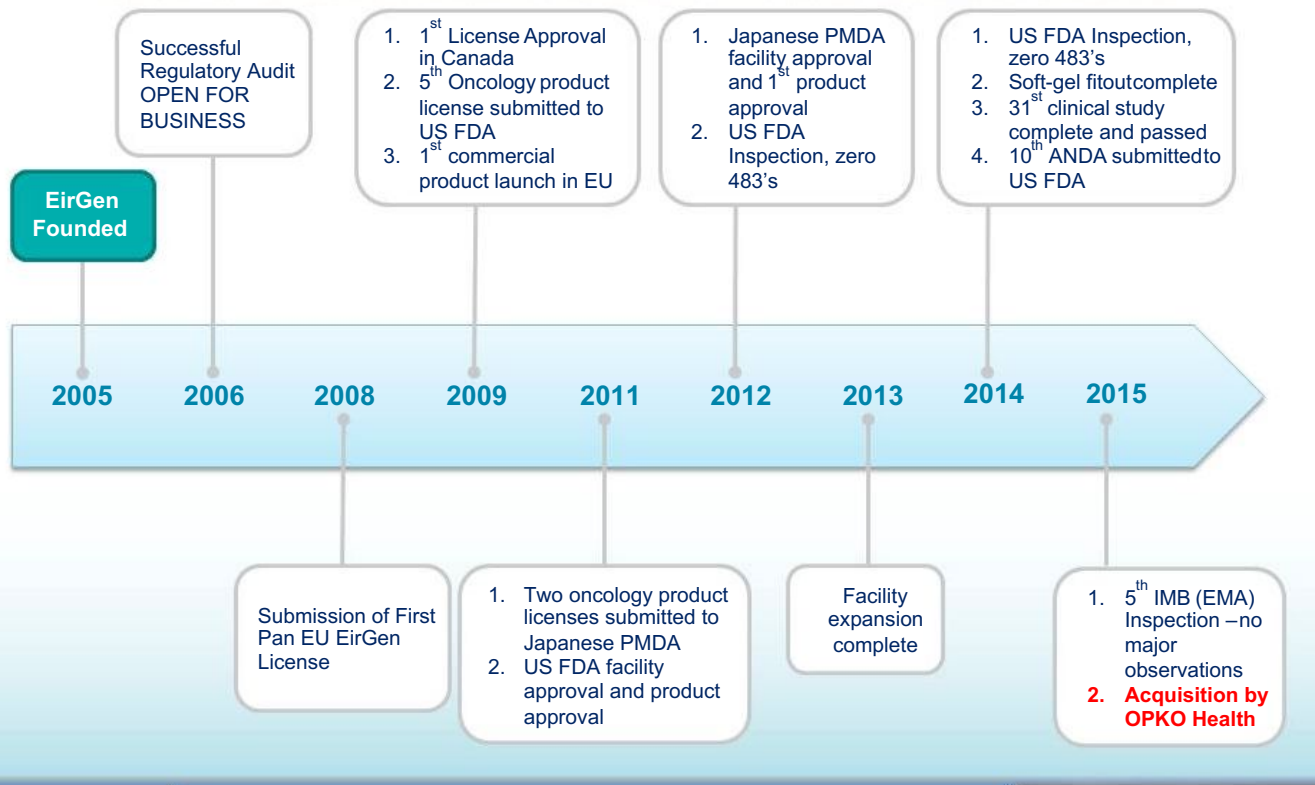 EirGen
Founded
Successful
Regulatory Audit
OPEN FOR
BUSINESS
1. 1st License Approval
in Canada
2. 5th Oncology product
license submitted to
US FDA
3. 1st commercial
product launch in EU
1. Japanese PMDA
facility approval
and 1st product
approval
2. US FDA
Inspection, zero
483's
1. US FDA Inspection,
zero 483's
2. Soft-gel fitoutcomplete
3. 31st clinical study
complete and passed
4. 10th ANDA submittedto
US FDA
2005 2006 2008 2009 2011 2012 2013 2014 2015
Submission of First
Pan EU EirGen
License
1. Two oncology product
licenses submitted to
Japanese PMDA
2. US FDA facility
approval and product
approval
Facility
expansion
complete
1. 5th IMB (EMA)
Inspection –no
major
observations
2. Acquisition by
OPKO Health